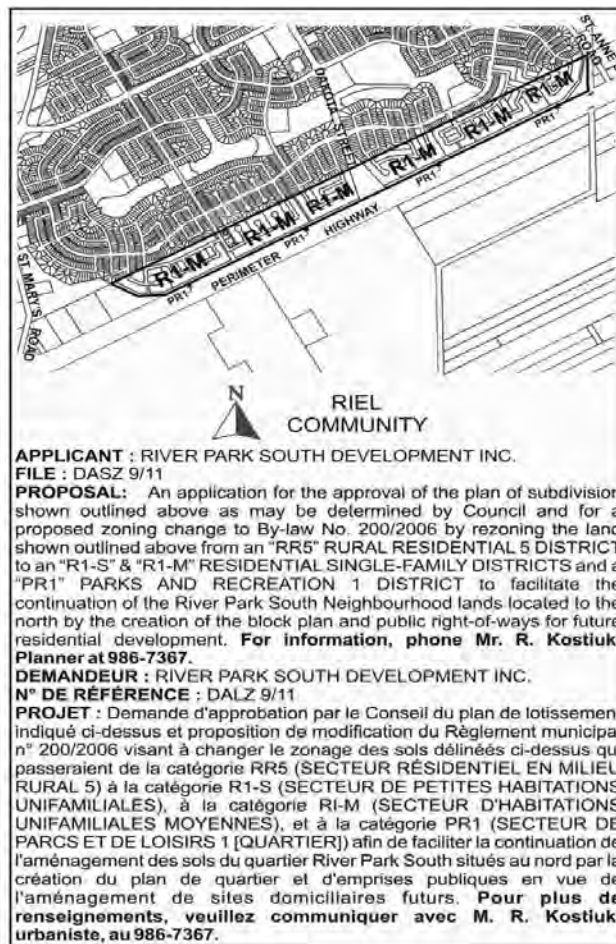 ST. ANNE'S
ROAD
DAKOTA STREET
R1-M
R1-M
PR1
R1-M
PR1
R1-M
R1-M
PR1
HIGHWAY
R1-M
PERIMETER
PR1
ST. MARY'S ROAD
N
RIEL
COMMUNITY
APPLICANT : RIVER PARK SOUTH DEVELOPMENT INC.
FILE : DASZ 9/11
PROPOSAL: An application for the approval of the plan of subdivision
shown outlined above as may be determined by Council and for a
proposed zoning change to By-law No. 200/2006 by rezoning the land
shown outlined above from an "RR5" RURAL RESIDENTIAL 5 DISTRICT
to an "R1-S" & "R1-M" RESIDENTIAL SINGLE-FAMILY DISTRICTS and a
"PR1" PARKS AND RECREATION 1 DISTRICT to facilitate the
continuation of the River Park South Neighbourhood lands located to the
north by the creation of the block plan and public right-of-ways for future
residential development. For information, phone Mr. R. Kostiuk
Planner at 986-7367.
DEMANDEUR : RIVER PARK SOUTH DEVELOPMENT INC.
N° DE RÉFÉRENCE : DALZ 9/11
PROJET : Demande d'approbation par le Conseil du plan de lotissemen
indiqué ci-dessus et proposition de modification du Règlement municipa
n° 200/2006 visant à changer le zonage des sols délinéés ci-dessus qu
passeraient de la catégorie RR5 (SECTEUR RÉSIDENTIEL EN MILIEU
RURAL 5) à la catégorie R1-S (SECTEUR DE PETITES HABITATIONS
UNIFAMILIALES), à la catégorie RI-M (SECTEUR D'HABITATIONS
UNIFAMILIALES MOYENNES), et à la catégorie PR1 (SECTEUR DE
PARCS ET DE LOISIRS 1 [QUARTIER]) afin de faciliter la continuation de
l'aménagement des sols du quartier River Park South situés au nord par la
création du plan de quartier et d'emprises publiques en vue de
l'aménagement de sites domiciliaires futurs. Pour plus de
renseignements, veuillez communiquer avec M. R. Kostiuk
urbaniste, au 986-7367.